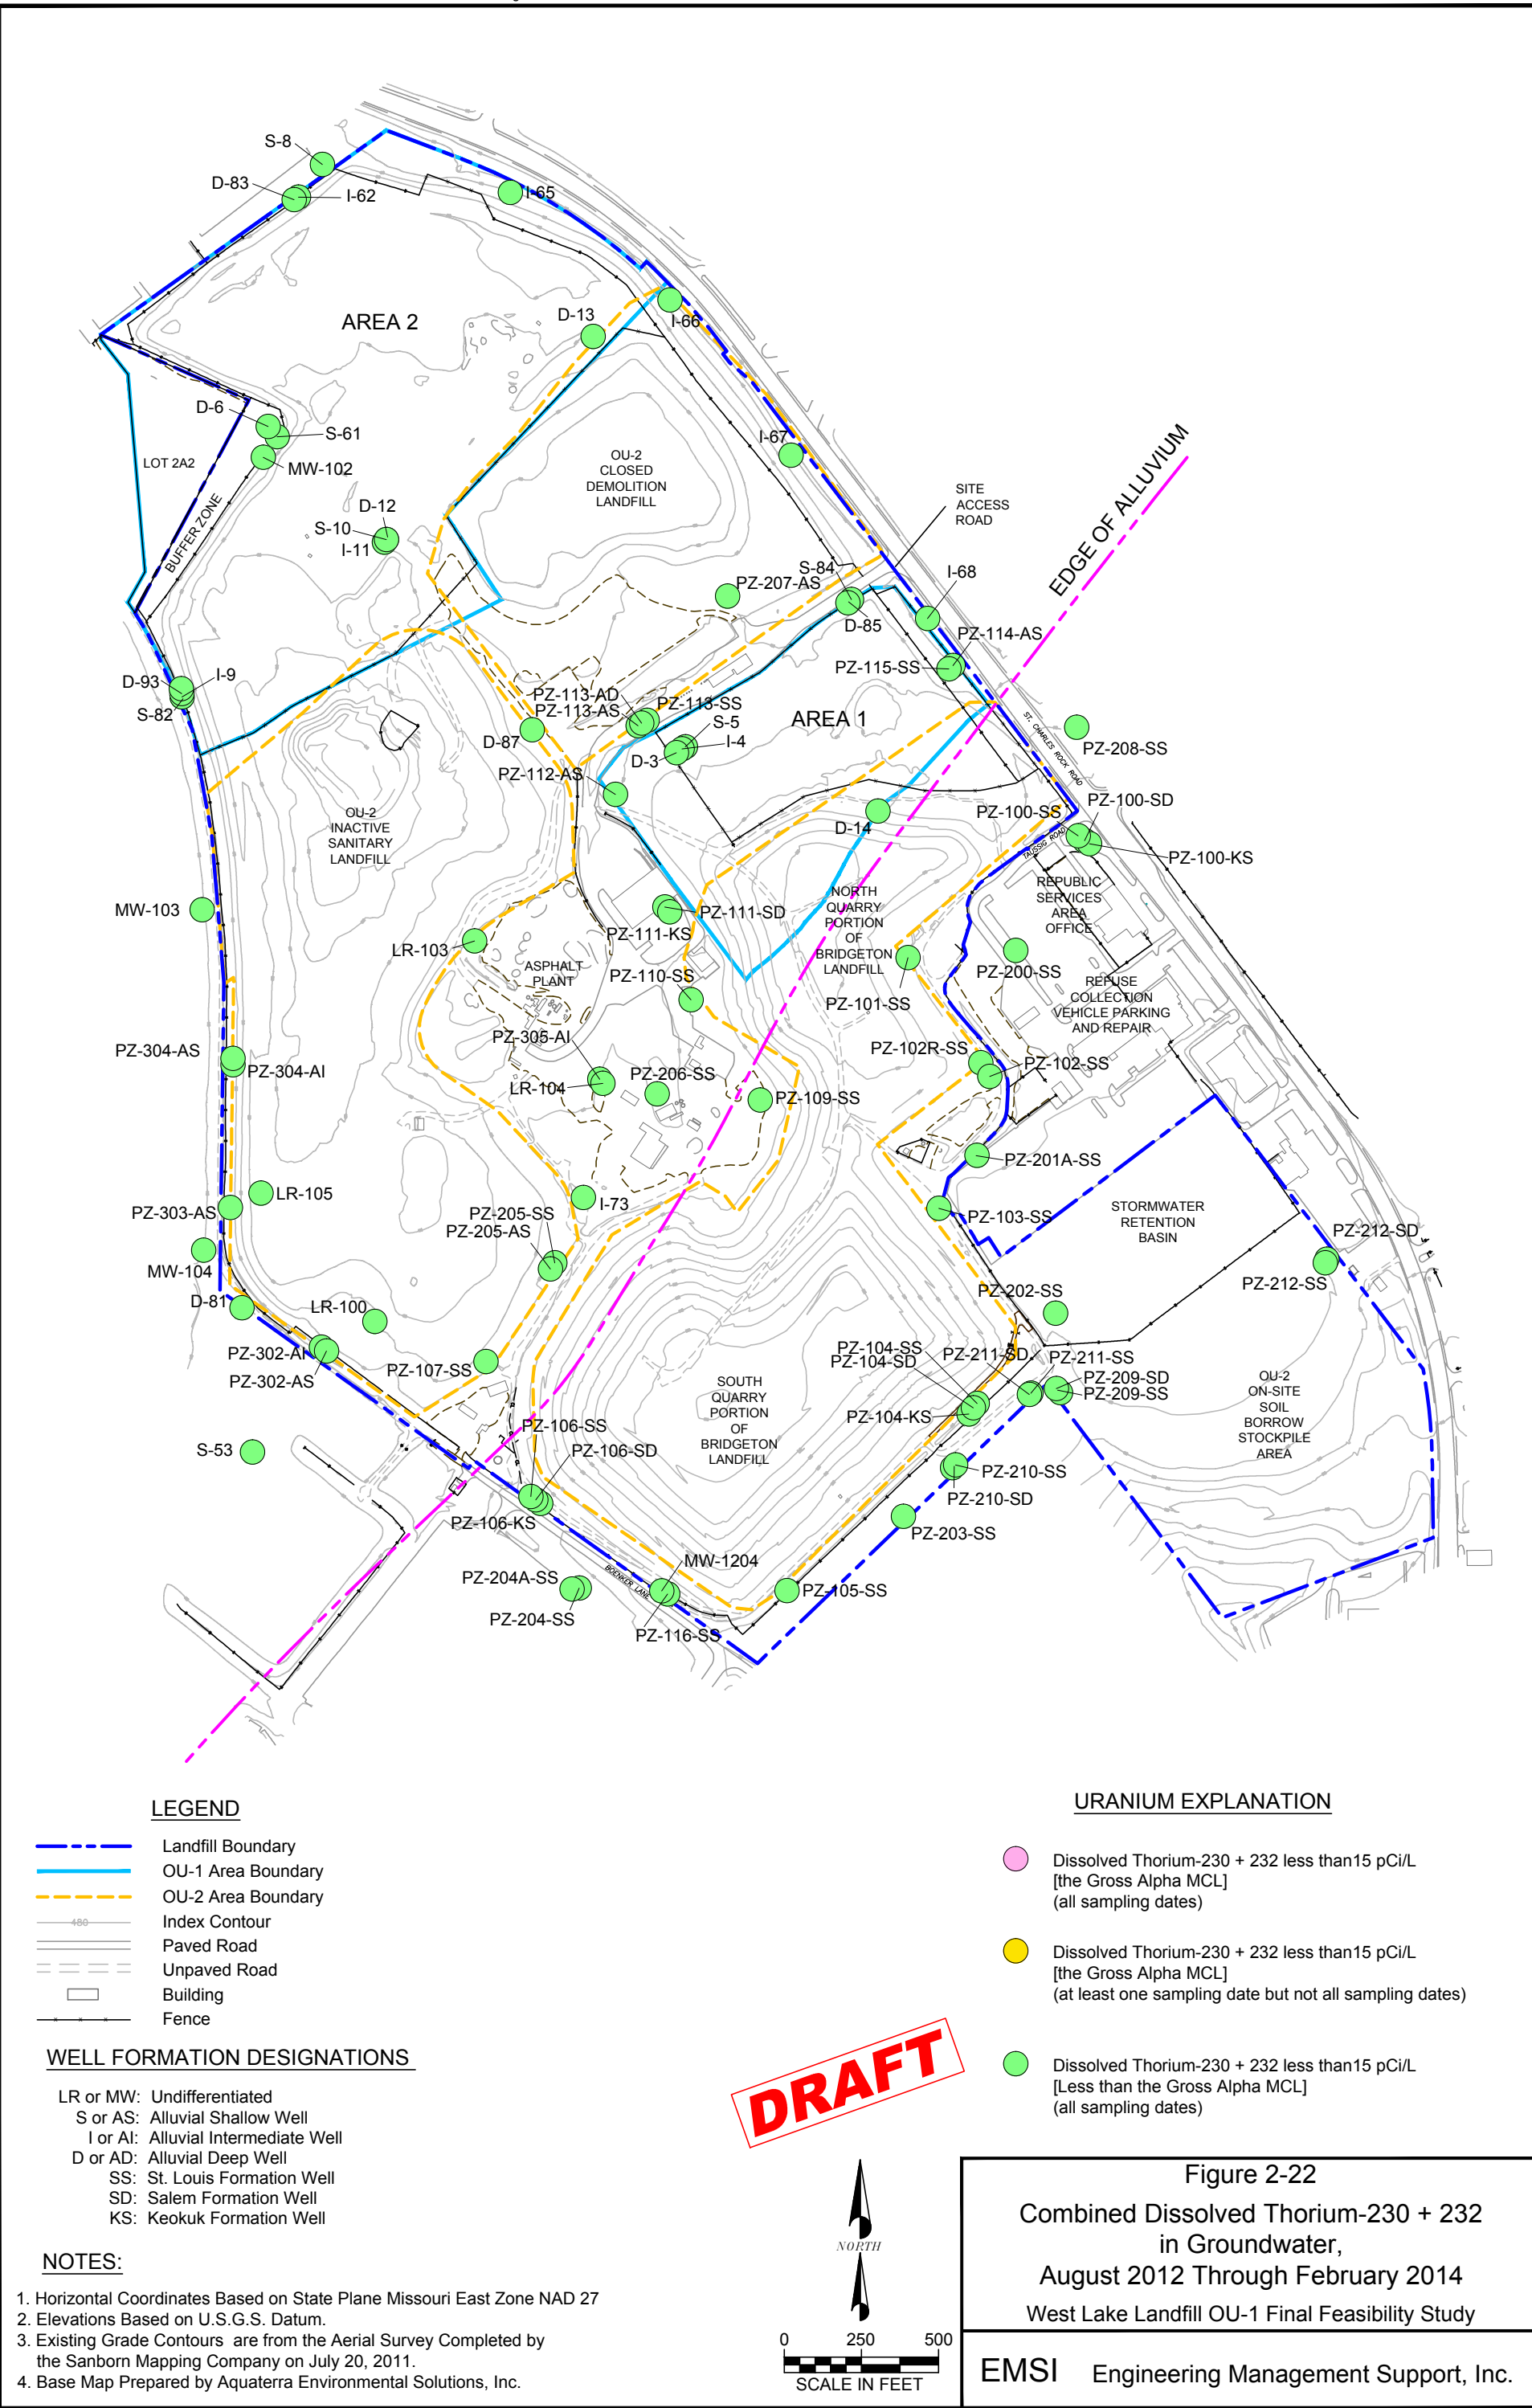 S-8
D-83
I-62
I-65
AREA 2
D-13
I-66
D-6
S-61
LOT 2A2
MW-102
BUFFER ZONE
D-12
S-10
I-11
OU-2
CLOSED
DEMOLITION
LANDFILL
I-67
SITE
ACCESS
ROAD
EDGE OF ALLUVIUM
S-84
PZ-207-AS
I-68
D-85
PZ-114-AS
PZ-115-SS
D-93
I-9
S-82
PZ-113-AD
PZ-113-SS
PZ-113-AS
AREA 1
S-5
I-4
D-87
D-3
ST. CHARLES ROCK ROAD
PZ-208-SS
PZ-112-AS
OU-2
INACTIVE
SANITARY
LANDFILL
D-14
PZ-100-SS
PZ-100-SD
TAUSSIG ROAD
PZ-100-KS
REPUBLIC
SERVICES
AREA
OFFICE
NORTH
QUARRY
PORTION
OF
BRIDGETON
LANDFILL
MW-103
PZ-111-SD
PZ-111-KS
LR-103
ASPHALT
PLANT
PZ-110-SS
PZ-200-SS
PZ-101-SS
REFUSE
COLLECTION
VEHICLE PARKING
AND REPAIR
PZ-305-AI
PZ-304-AS
PZ-304-AI
LR-104
PZ-206-SS
PZ-102R-SS
PZ-102-SS
PZ-109-SS
PZ-201A-SS
LR-105
PZ-303-AS
I-73
PZ-205-SS
PZ-205-AS
PZ-103-SS
STORMWATER
RETENTION
BASIN
PZ-212-SD
MW-104
PZ-212-SS
D-81
LR-100
PZ-202-SS
PZ-302-AI
PZ-302-AS
PZ-107-SS
PZ-104-SS
PZ-104-SD
PZ-211-SD
PZ-211-SS
PZ-209-SD
PZ-209-SS
PZ-104-KS
SOUTH
QUARRY
PORTION
OF
BRIDGETON
LANDFILL
OU-2
ON-SITE
SOIL
BORROW
STOCKPILE
AREA
S-53
PZ-106-SS
PZ-106-SD
PZ-210-SS
PZ-210-SD
PZ-106-KS
PZ-203-SS
MW-1204
PZ-204A-SS
BOENKER LANE
PZ-105-SS
PZ-204-SS
PZ-116-SS
LEGEND
Landfill Boundary
OU-1 Area Boundary
OU-2 Area Boundary
480
Index Contour
Paved Road
Unpaved Road
Building
Fence
WELL FORMATION DESIGNATIONS
LR or MW: Undifferentiated
S or AS: Alluvial Shallow Well
I or AI: Alluvial Intermediate Well
D or AD: Alluvial Deep Well
SS: St. Louis Formation Well
SD: Salem Formation Well
KS: Keokuk Formation Well
NOTES:
1. Horizontal Coordinates Based on State Plane Missouri East Zone NAD 27
2. Elevations Based on U.S.G.S. Datum.
3. Existing Grade Contours are from the Aerial Survey Completed by
the Sanborn Mapping Company on July 20, 2011.
4. Base Map Prepared by Aquaterra Environmental Solutions, Inc.
URANIUM EXPLANATION
Dissolved Thorium-230 + 232 less than15 pCi/L
[the Gross Alpha MCL]
(all sampling dates)
Dissolved Thorium-230 + 232 less than15 pCi/L
[the Gross Alpha MCL]
(at least one sampling date but not all sampling dates)
Dissolved Thorium-230 + 232 less than15 pCi/L
[Less than the Gross Alpha MCL]
(all sampling dates)
DRAFT
NORTH
0 250 500
SCALE IN FEET
Figure 2-22
Combined Dissolved Thorium-230 + 232
in Groundwater,
August 2012 Through February 2014
West Lake Landfill OU-1 Final Feasibility Study
EMSI Engineering Management Support, Inc.